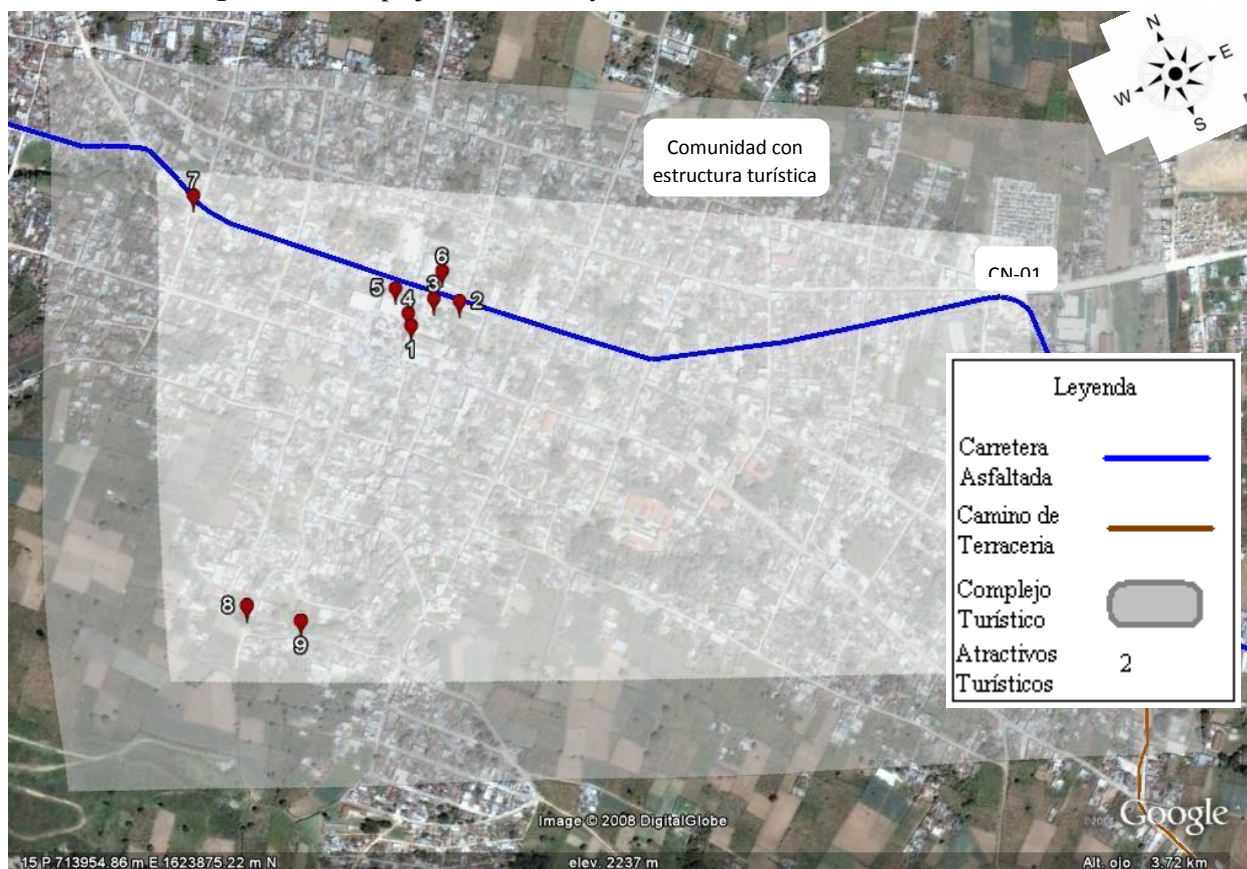 N
E
W
S
Comunidad con
estructura turística
CN-01
7
6
5
3
2
4
1
8
9
Leyenda
Carretera
Asfaltada
Camino de
Terraceria
Complejo
Turístico
Atractivos
Turísticos
2
Image © 2008 DigitalGlobe
Google
15 P 713954.86 m E 1623875.22 m N
elev. 2237 m
Alt. ojo 3.72 km